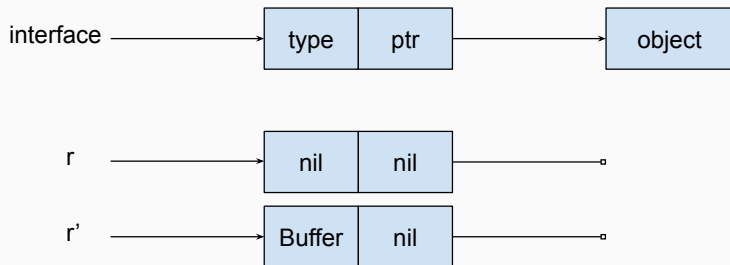 interface type ptr object
r nil nil
r’ Buffer nil